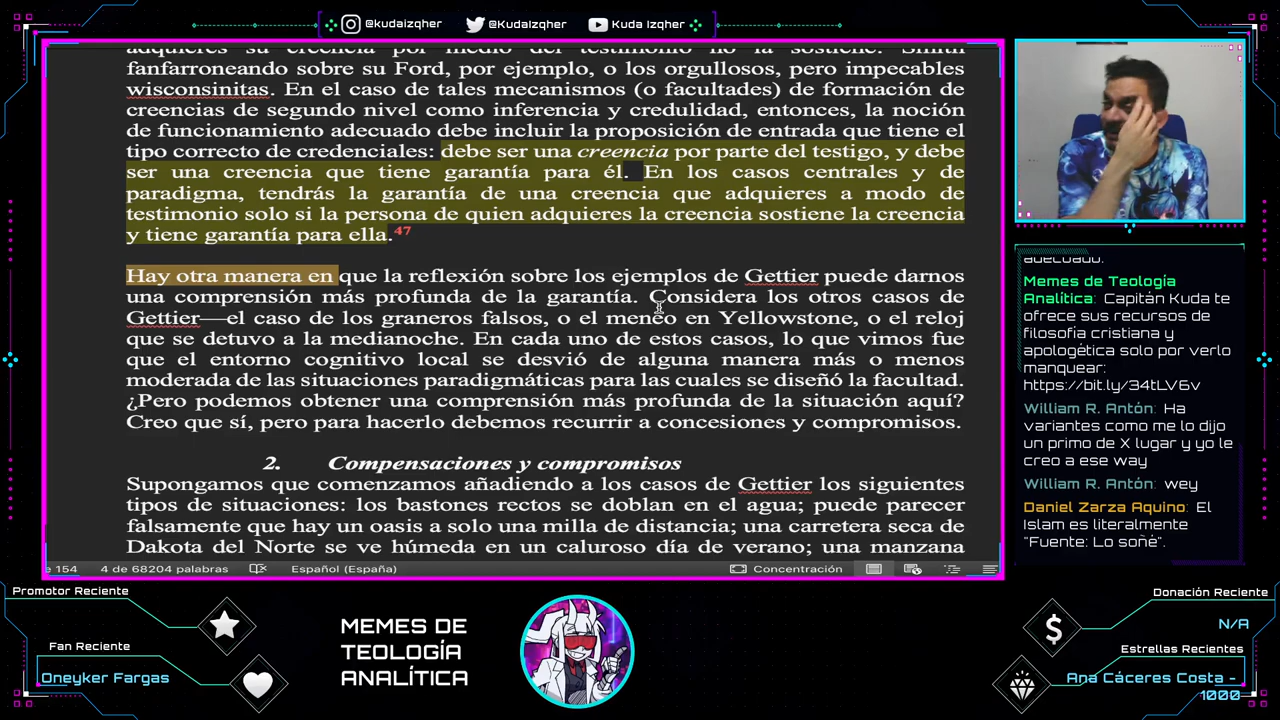 @kudaizqher
@KudaIzqher
Kuda Izqher
adquieres su creencia por medio del testimonio no la sostiene. Smith
fanfarroneando sobre su Ford, por ejemplo, o los orgullosos, pero impecables
wisconsinitas. En el caso de tales mecanismos (o facultades) de formación de
creencias de segundo nivel como inferencia y credulidad, entonces, la noción
de funcionamiento adecuado debe incluir la proposición de entrada que tiene el
tipo correcto de credenciales: debe ser una creencia por parte del testigo, y debe
ser una creencia que tiene garantía para él. En los casos centrales y de
paradigma, tendrás la garantía de una creencia que adquieres a modo de
testimonio solo si la persona de quien adquieres la creencia sostiene la creencia
y tiene garantía para ella.47
Hay otra manera en que la reflexión sobre los ejemplos de Gettier puede darnos
una comprensión más profunda de la garantía. Considera los otros casos de
Gettier—el caso de los graneros falsos, o el meneo en Yellowstone, o el reloj
que se detuvo a la medianoche. En cada uno de estos casos, lo que vimos fue
que el entorno cognitivo local se desvió de alguna manera más o menos
moderada de las situaciones paradigmáticas para las cuales se diseñó la facultad.
¿Pero podemos obtener una comprensión más profunda de la situación aquí?
Creo que sí, pero para hacerlo debemos recurrir a concesiones y compromisos.
2. Compensaciones y compromisos
Supongamos que comenzamos añadiendo a los casos de Gettier los siguientes
tipos de situaciones: los bastones rectos se doblan en el agua; puede parecer
falsamente que hay un oasis a solo una milla de distancia; una carretera seca de
Dakota del Norte se ve húmeda en un caluroso día de verano; una manzana
e 154
4 de 68204 palabras
Español (España)
Concentración
adecuado.
Memes de Teología
Analítica: Capitán Kuda te
ofrece sus recursos de
filosofía cristiana y
apologética solo por verlo
manquear:
https://bit.ly/34tLV6v
William R. Antón: Ha
variantes como me lo dijo
un primo de X lugar y yo le
creo a ese way
William R. Antón: wey
Daniel Zarza Aquino: El
Islam es literalmente
"Fuente: Lo soñé".
Promotor Reciente
Fan Reciente
Oneyker Fargas
MEMES DE
TEOLOGÍA
ANALÍTICA
Donación Reciente
N/A
Estrellas Recientes
Ana Cáceres Costa -
1000